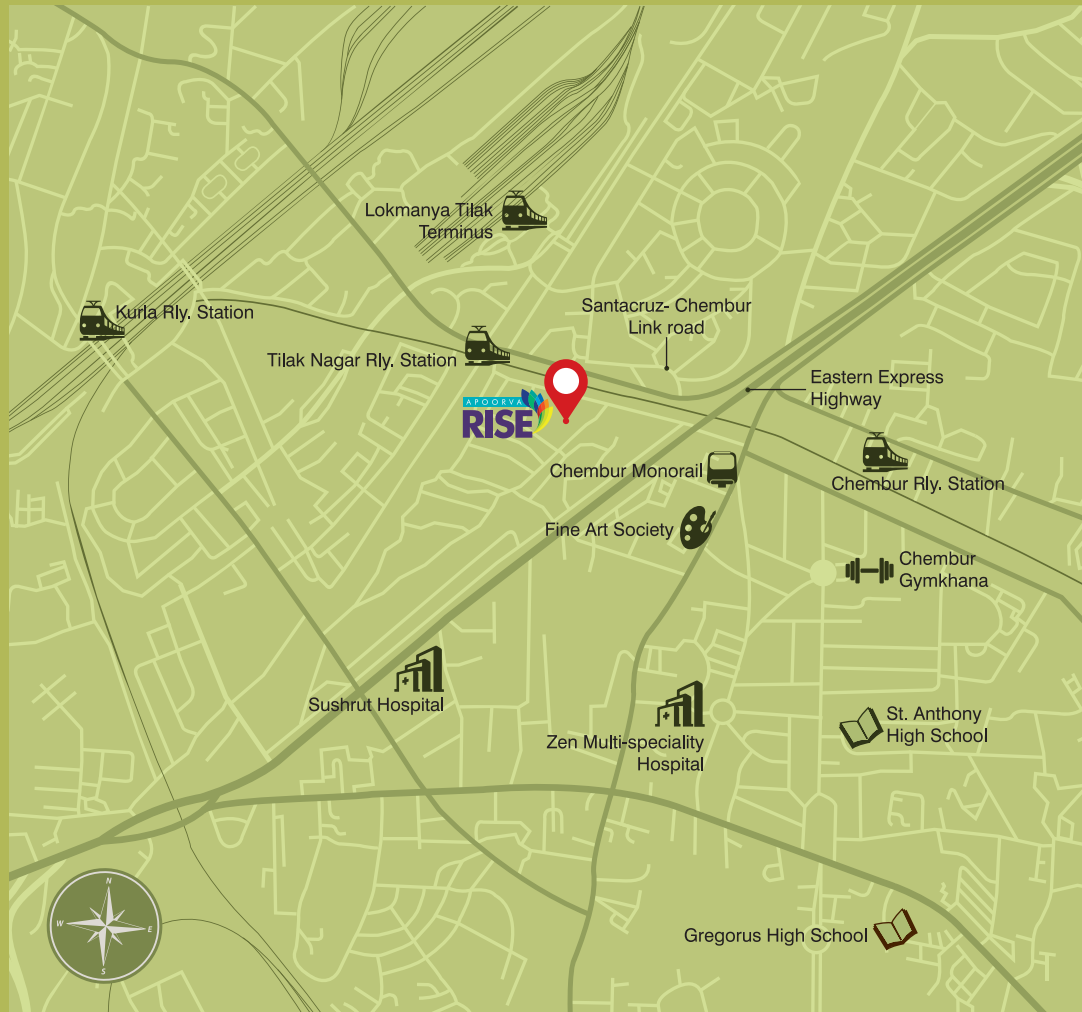 Lokmanya Tilak
Terminus
Kurla Rly. Station
Santacruz- Chembur
Link road
Tilak Nagar Rly. Station
Eastern Express
Highway
APOORVA
RISE
Chembur Monorail
Chembur Rly. Station
Fine Art Society
Chembur
Gymkhana
Sushrut Hospital
St. Anthony
High School
Zen Multi-speciality
Hospital
N
W
E
S
Gregorus High School